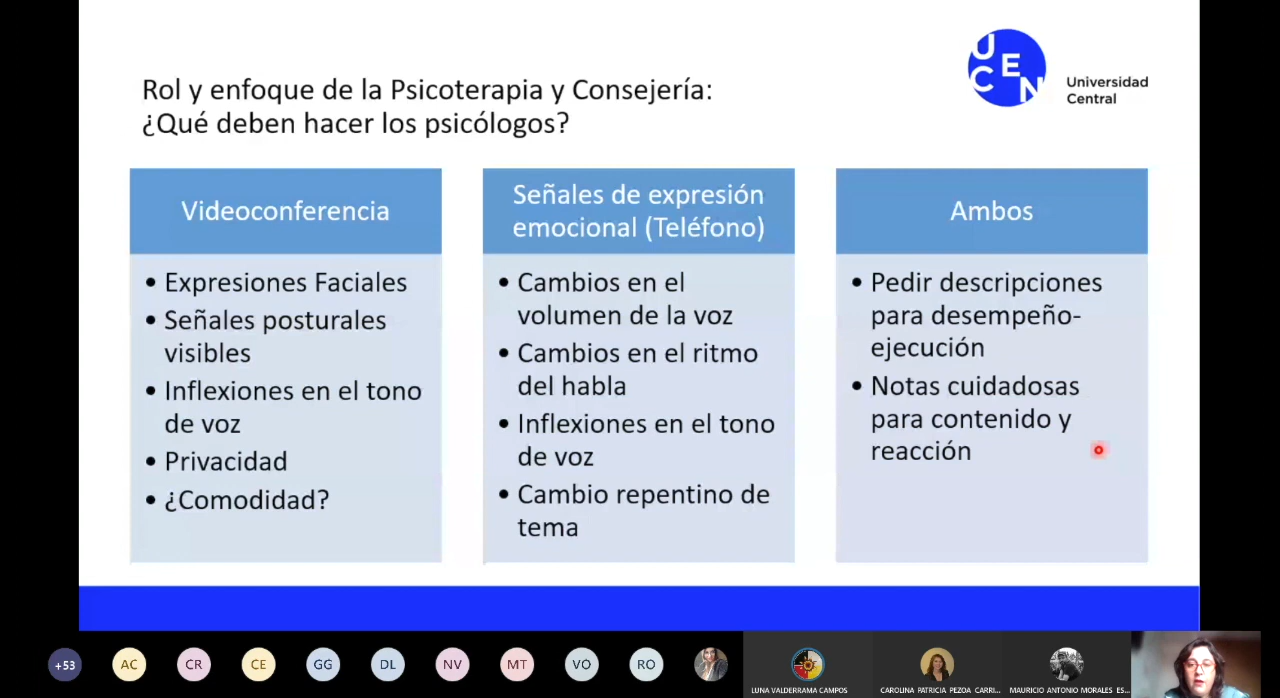 U
E
C
N
Universidad
Central
Rol y enfoque de la Psicoterapia y Consejería:
¿Qué deben hacer los psicólogos?
Videoconferencia
• Expresiones Faciales
• Señales posturales
visibles
• Inflexiones en el tono
de voz
• Privacidad
• ¿Comodidad?
Señales de expresión
emocional (Teléfono)
• Cambios en el
volumen de la voz
• Cambios en el ritmo
del habla
• Inflexiones en el tono
de voz
• Cambio repentino de
tema
Ambos
• Pedir descripciones
para desempeño-
ejecución
• Notas cuidadosas
para contenido y
reacción
+53
AC
CR
CE
GG
DL
NV
MT
VO
RO
LUNA VALDERRAMA CAMPOS
CAROLINA PATRICIA PEZOA CARRI...
MAURICIO ANTONIO MORALES ES...